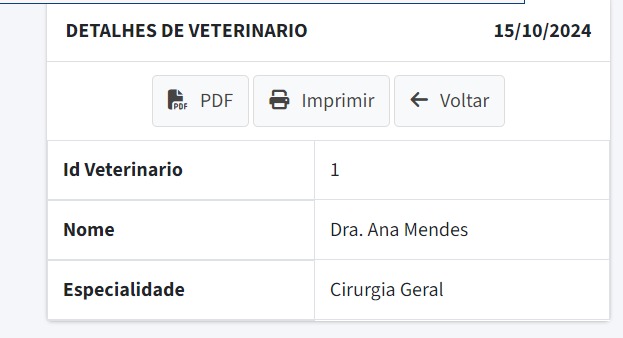 DETALHES DE VETERINARIO 15/10/2024
PDF PDF Imprimir Voltar
Id Veterinario 1
Nome Dra. Ana Mendes
Especialidade Cirurgia Geral